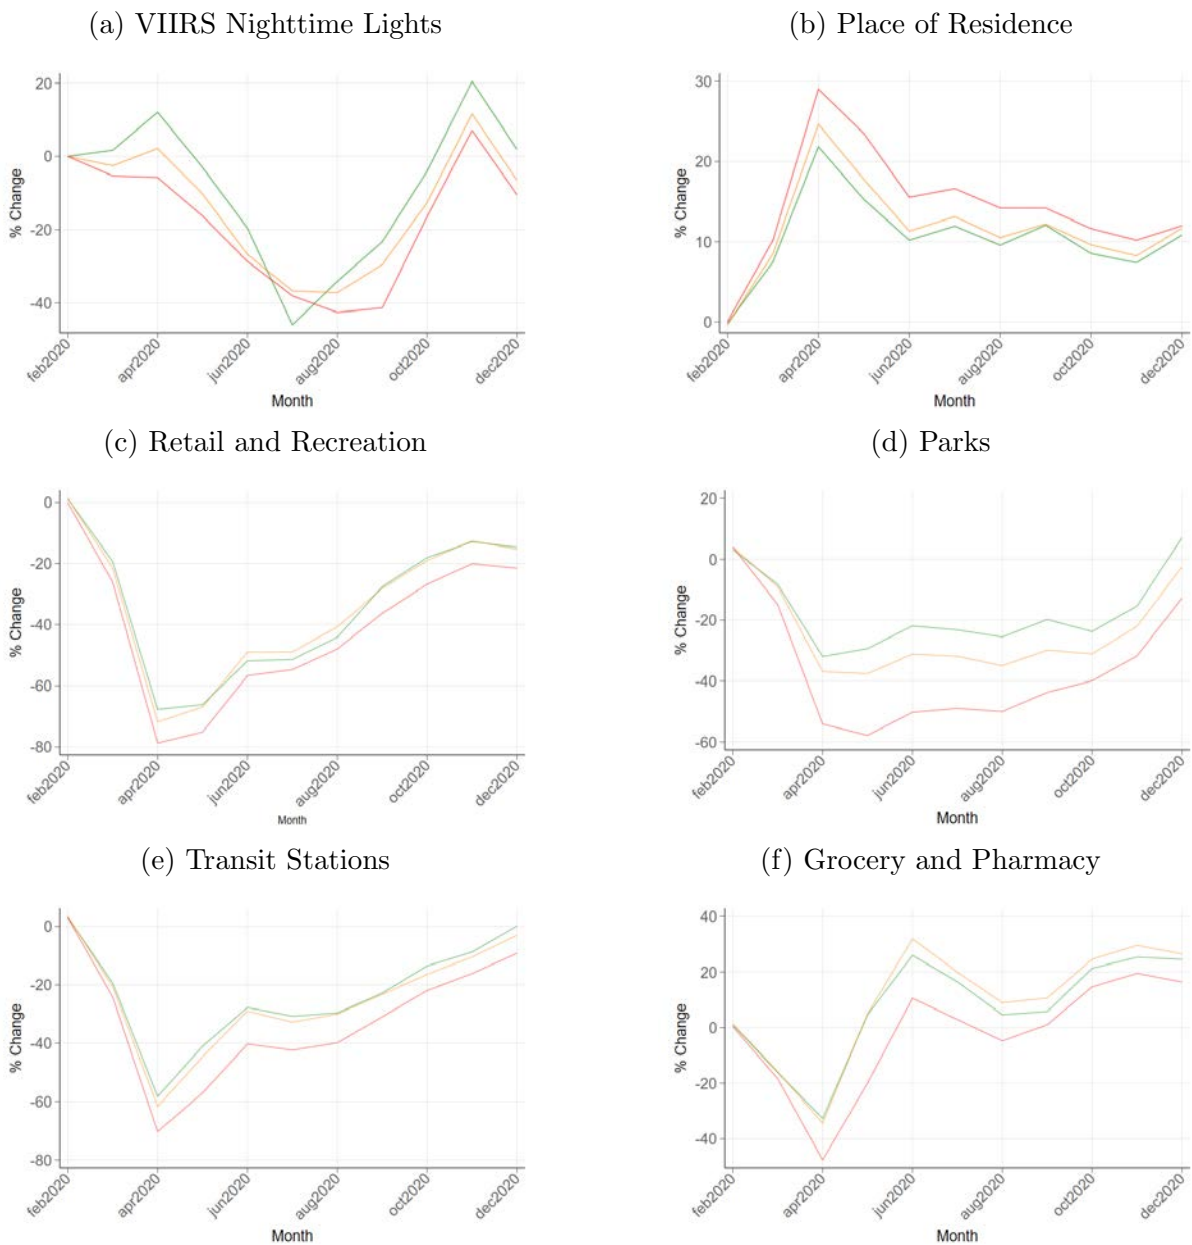 (a) VIIRS Nighttime Lights
20
0
-20
-40
% Change
feb2020
apr2020
jun2020
aug2020
oct2020
dec2020
Month
(b) Place of Residence
30
20
10
0
% Change
feb2020
apr2020
jun2020
aug2020
oct2020
dec2020
Month
(c) Retail and Recreation
0
-20
-40
-60
-80
% Change
feb2020
apr2020
jun2020
aug2020
oct2020
dec2020
Month
(d) Parks
20
0
-20
-40
-60
% Change
feb2020
apr2020
jun2020
aug2020
oct2020
dec2020
Month
(e) Transit Stations
0
-20
-40
-60
-80
% Change
feb2020
apr2020
jun2020
aug2020
oct2020
dec2020
Month
(f) Grocery and Pharmacy
40
20
0
-20
-40
% Change
feb2020
apr2020
jun2020
aug2020
oct2020
dec2020
Month